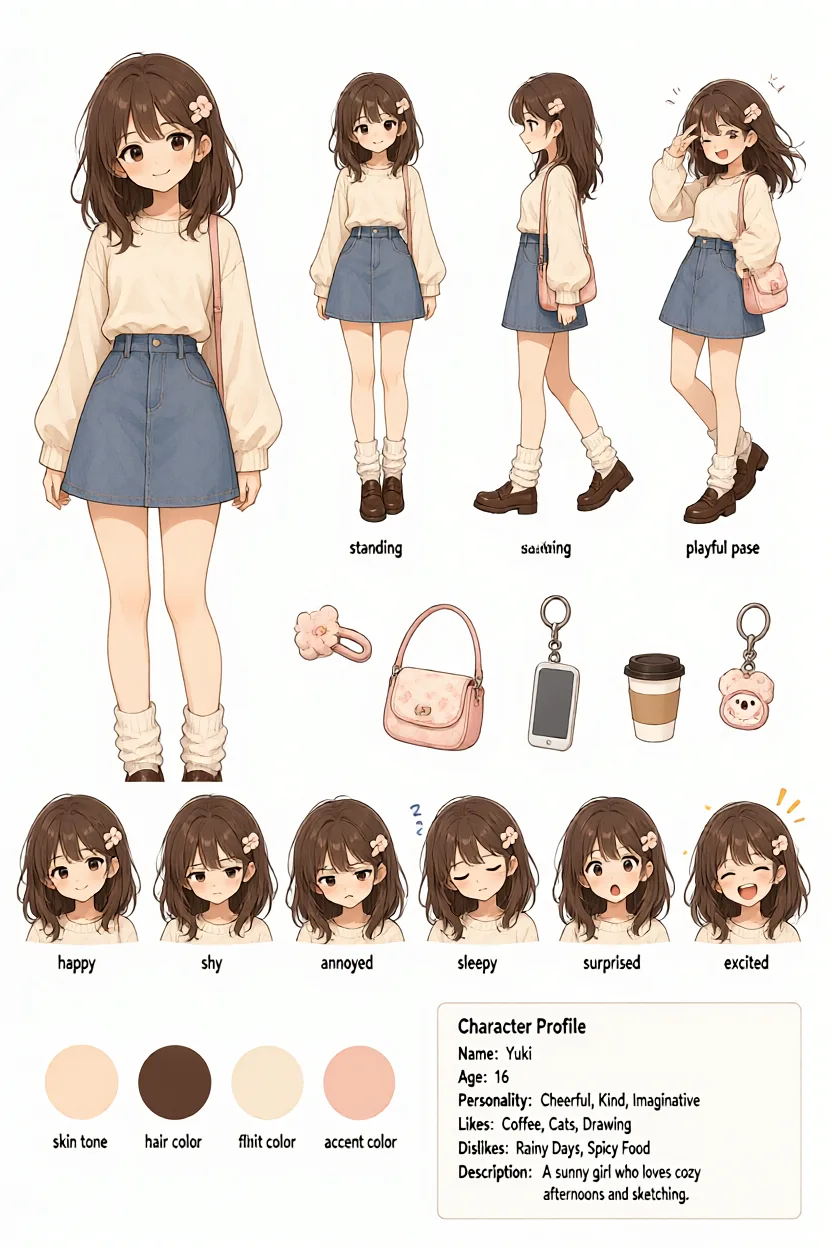 standing
playful pase
happy
shy
annoyed
sleepy
surprised
excited
skin tone
hair color
color
accent color
Character Profile
Name: Yuki
Age: 16
Personality: Cheerful, Kind, Imaginative
Likes: Coffee, Cats, Drawing
Dislikes: Rainy Days, Spicy Food
Description: A sunny girl who loves cozy
afternoons and sketching.